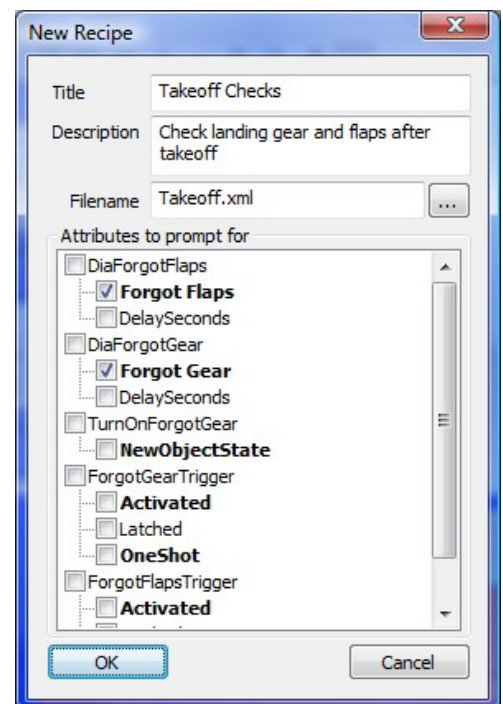 New Recipe
Title
Takeoff Checks
Description
Check landing gear and flaps after
takeoff
Filename
Takeoff.xml
...
Attributes to prompt for
DiaForgotFlaps
Forgot Flaps
DelaySeconds
DiaForgotGear
Forgot Gear
DelaySeconds
TurnOnForgotGear
NewObjectState
ForgotGearTrigger
Activated
Latched
OneShot
ForgotFlapsTrigger
Activated
OK
Cancel